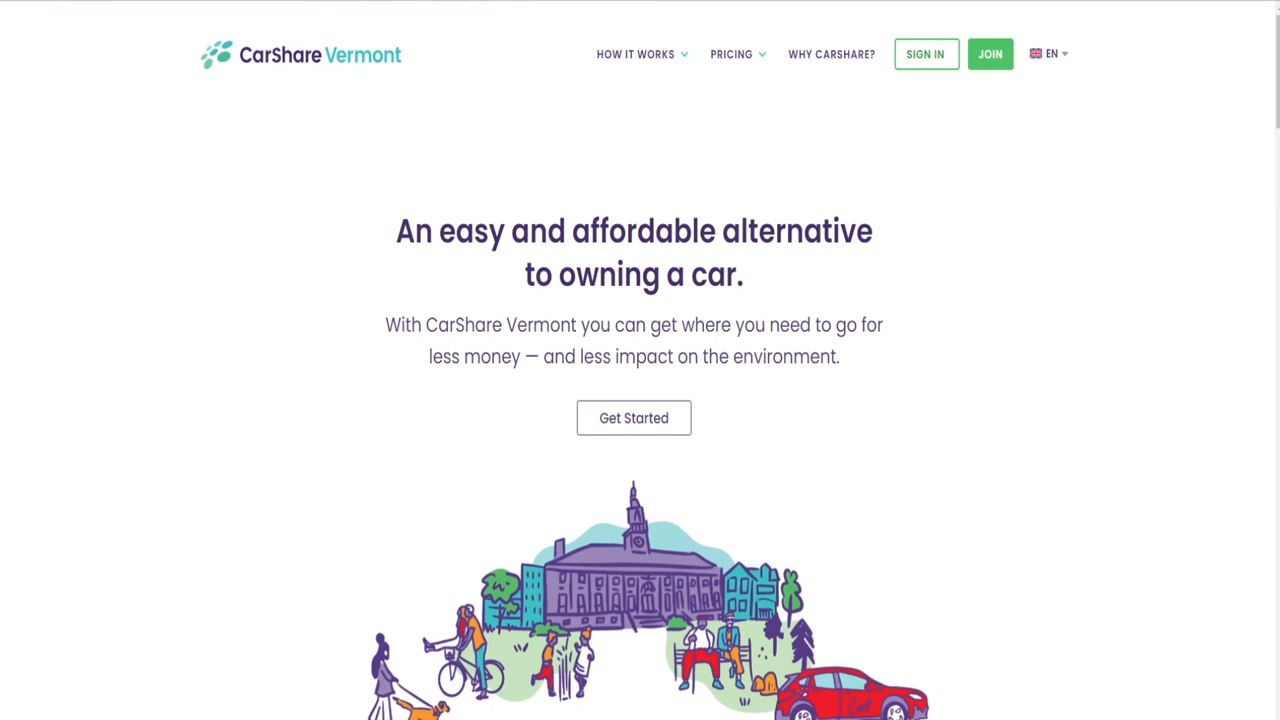 CarShare Vermont
HOW IT WORKS
PRICING
WHY CARSHARE?
SIGN IN
JOIN
EN
An easy and affordable alternative
to owning a car.
With CarShare Vermont you can get where you need to go for
less money — and less impact on the environment.
Get Started